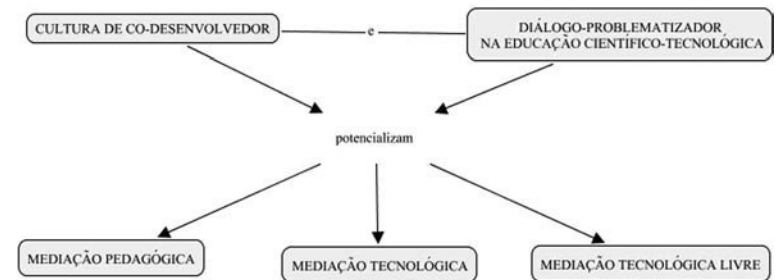 CULTURA DE CO-DESENVOLVEDOR
e
DIÁLOGO-PROBLEMATIZADOR
NA EDUCAÇÃO CIENTÍFICO-TECNOLÓGICA
potencializam
MEDIAÇÃO PEDAGÓGICA
MEDIAÇÃO TECNOLÓGICA
MEDIAÇÃO TECNOLÓGICA LIVRE